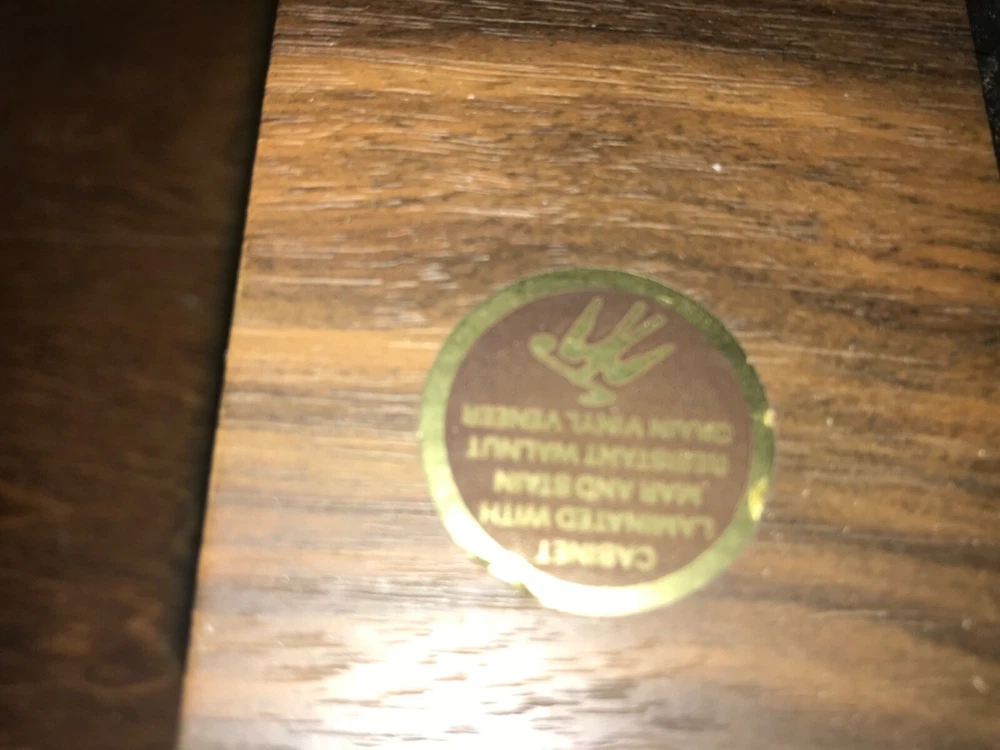 CABINET
LAMINATED WITH
MAR AND STAIN
RESISTANT WALNUT
GRAIN VINYL VENEER